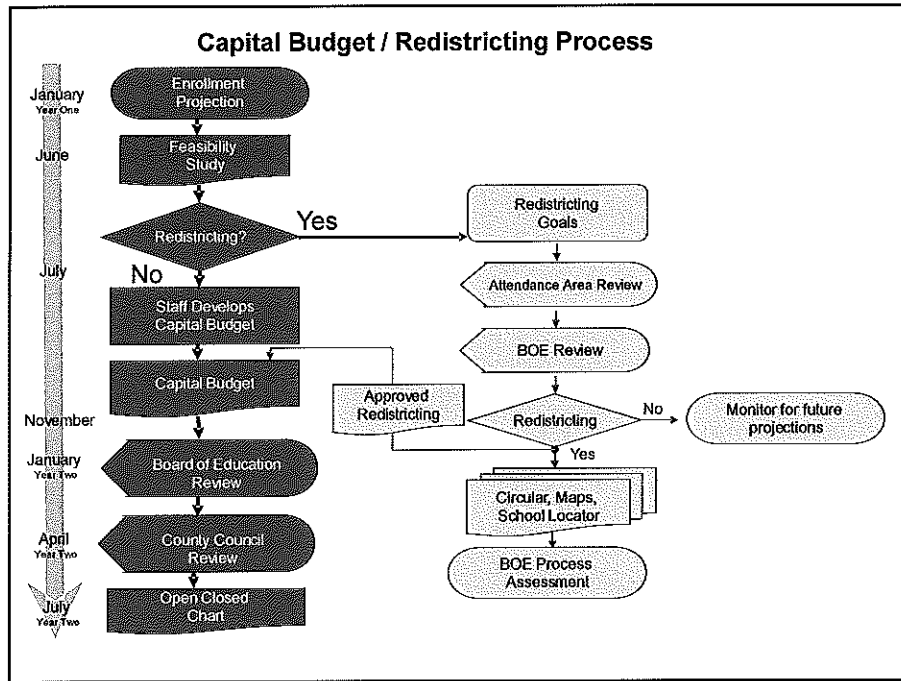 Capital Budget / Redistricting Process
January
Year One
Enrollment
Projection
June
Feasibility
Study
Redistricting?
Yes
Redistricting
Goals
July
No
Attendance Area Review
Staff Develops
Capital Budget
BOE Review
Capital Budget
Approved
Redistricting
Redistricting
No
Monitor for future
projections
November
Yes
January
Year Two
Board of Education
Review
Circular, Maps,
School Locator
April
Year Two
County Council
Review
BOE Process
Assessment
July
Year Two
Open Closed
Chart